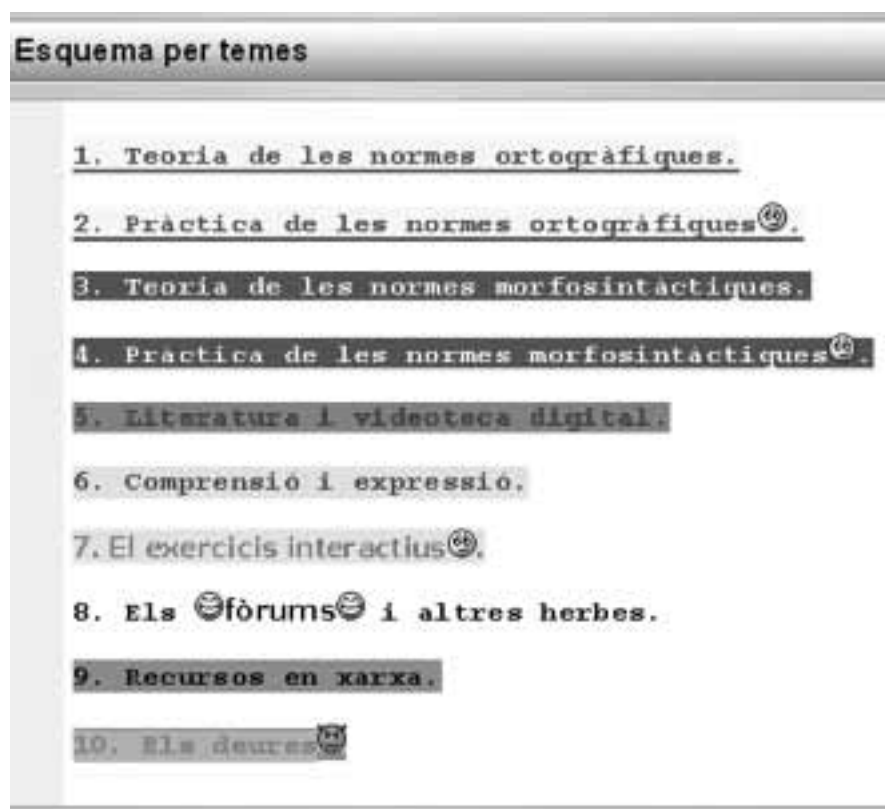 Esquema per temes
1. Teoria de les normes ortogràfiques.
2. Pràctica de les normes ortogràfiques.
3. Teoria de les normes morfosintàctiques.
4. Pràctica de les normes morfosintàctiques.
5. Literatura i videoteca digital.
6. Comprensió i expressió.
7. El exercicis interactius.
8. Els fòrums i altres herbes.
9. Recursos en xarxa.
10. Els deures